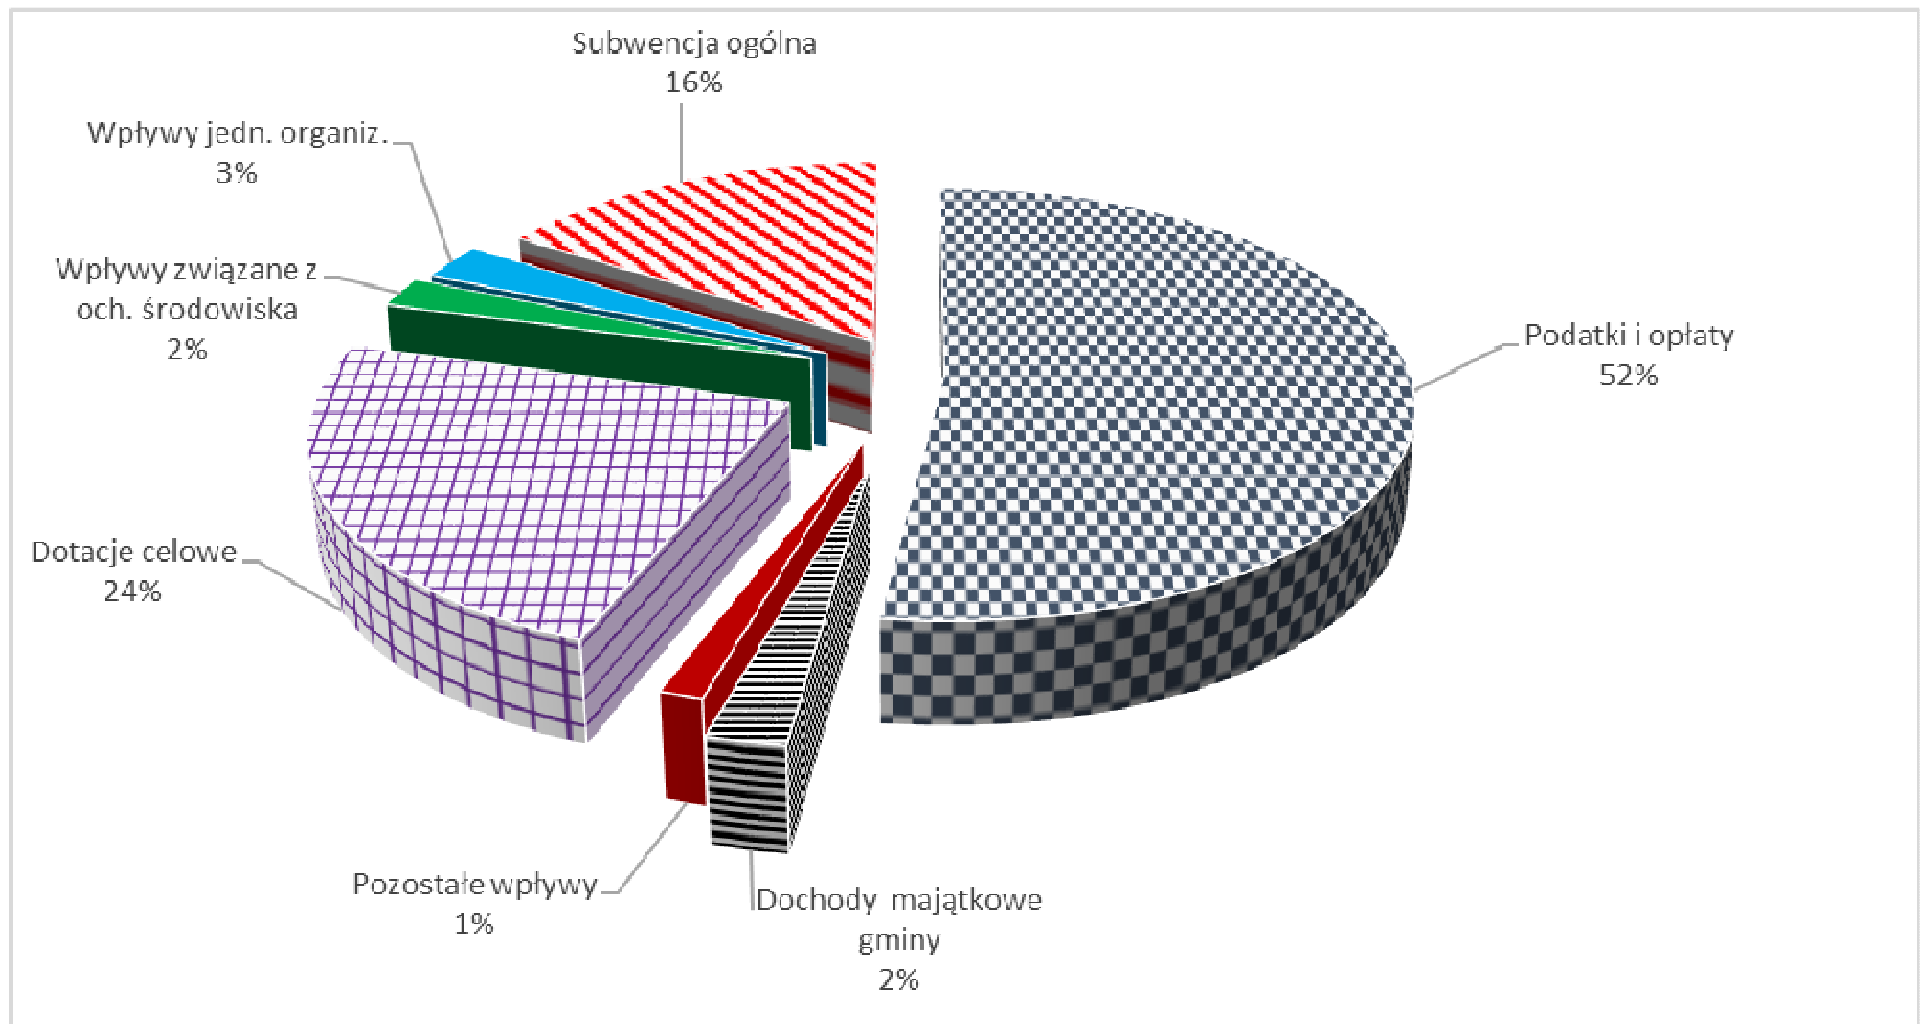 Subwencja ogólna
16%
Wpływy jedn. organiz.
3%
Wpływy związane z
och. środowiska
2%
Podatki i opłaty
52%
Dotacje celowe
24%
Pozostałe wpływy
1%
Dochody majątkowe
gminy
2%